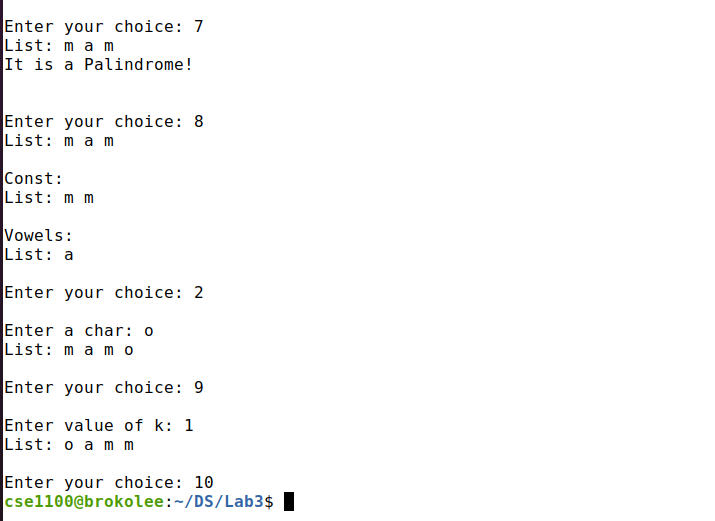 Enter your choice: 7
List: m a m
It is a Palindrome!
Enter your choice: 8
List: m a m
Const:
List: m m
Vowels:
List: a
Enter your choice: 2
Enter a char: o
List: m a m o
Enter your choice: 9
Enter value of k: 1
List: o a m m
Enter your choice: 10
cse1100@brokolee:~/DS/Lab3$